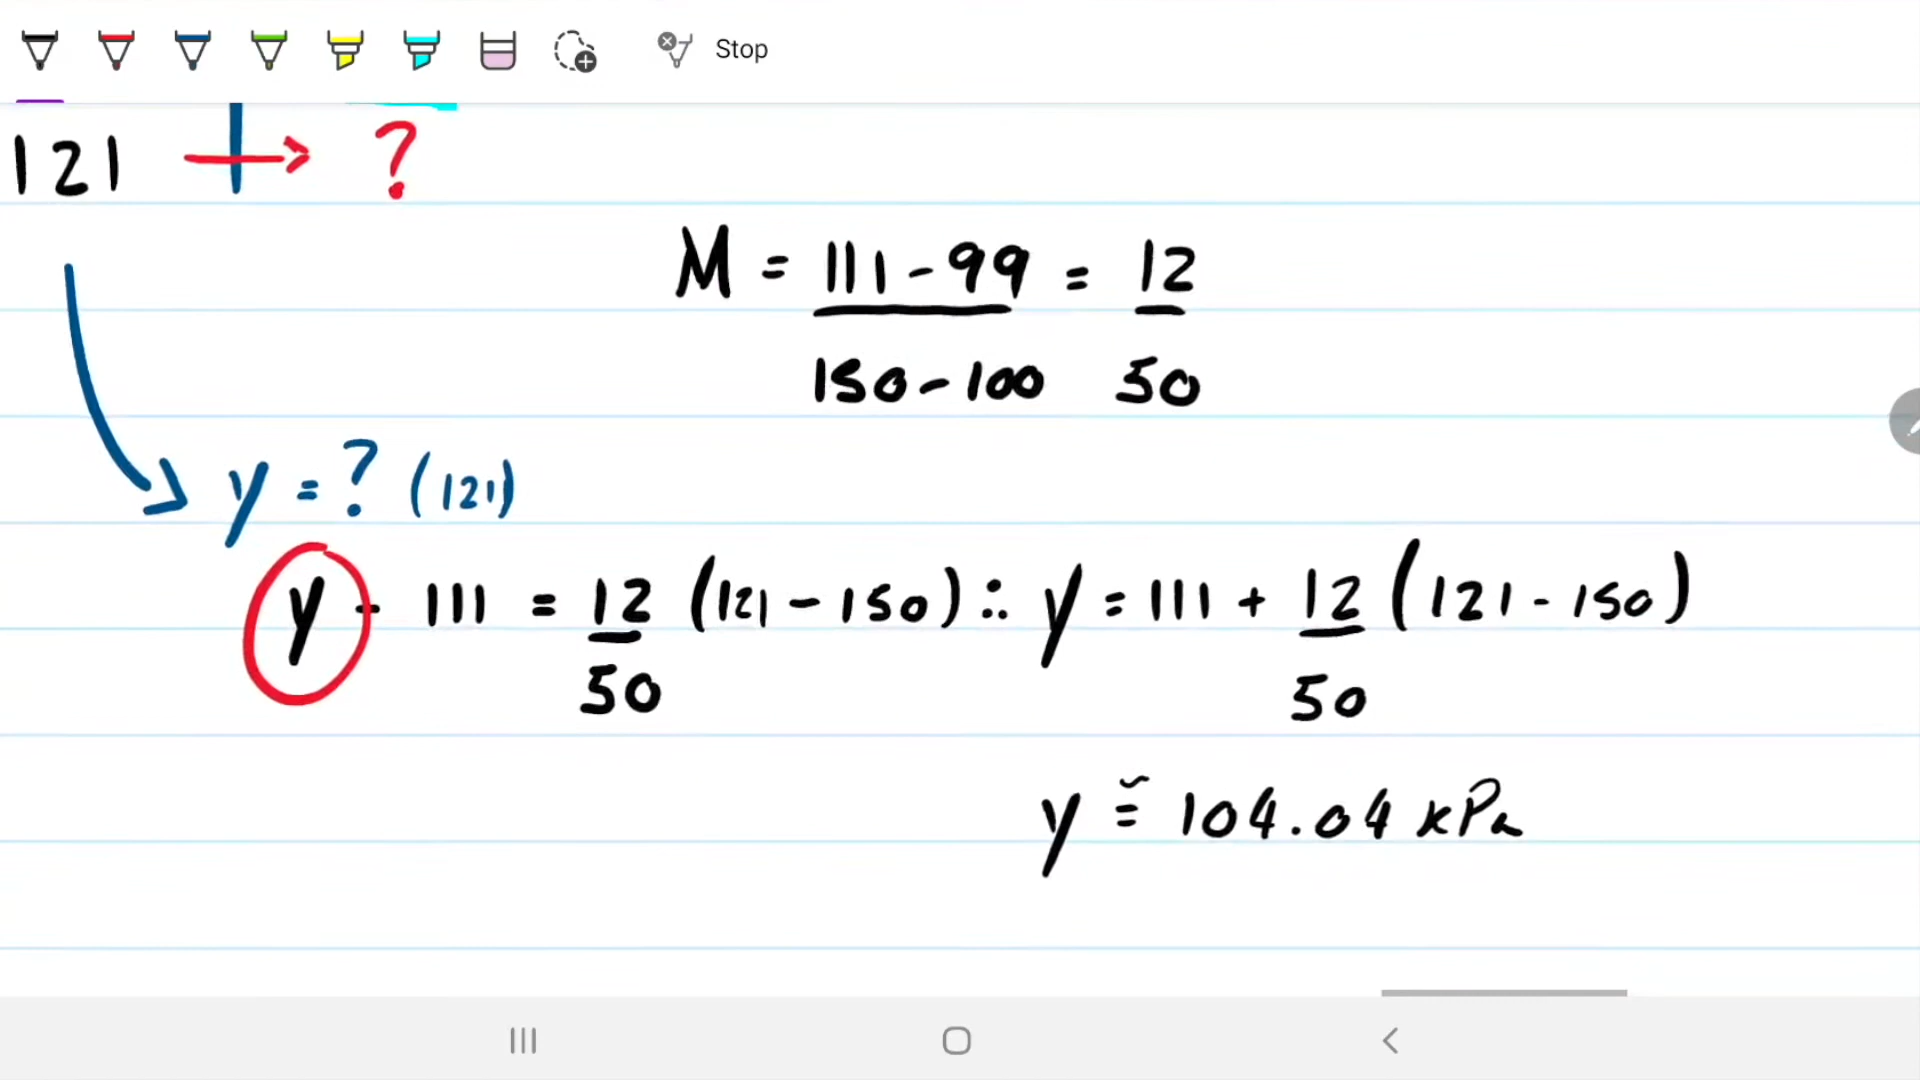 Stop
121 → ?
M = 111 - 99 = 12
150 - 100 50
y = ? (121)
y - 111 = 12 (121 - 150) ∴ y = 111 + 12 (121 - 150)
50 50
y ≅ 104.04 kPa